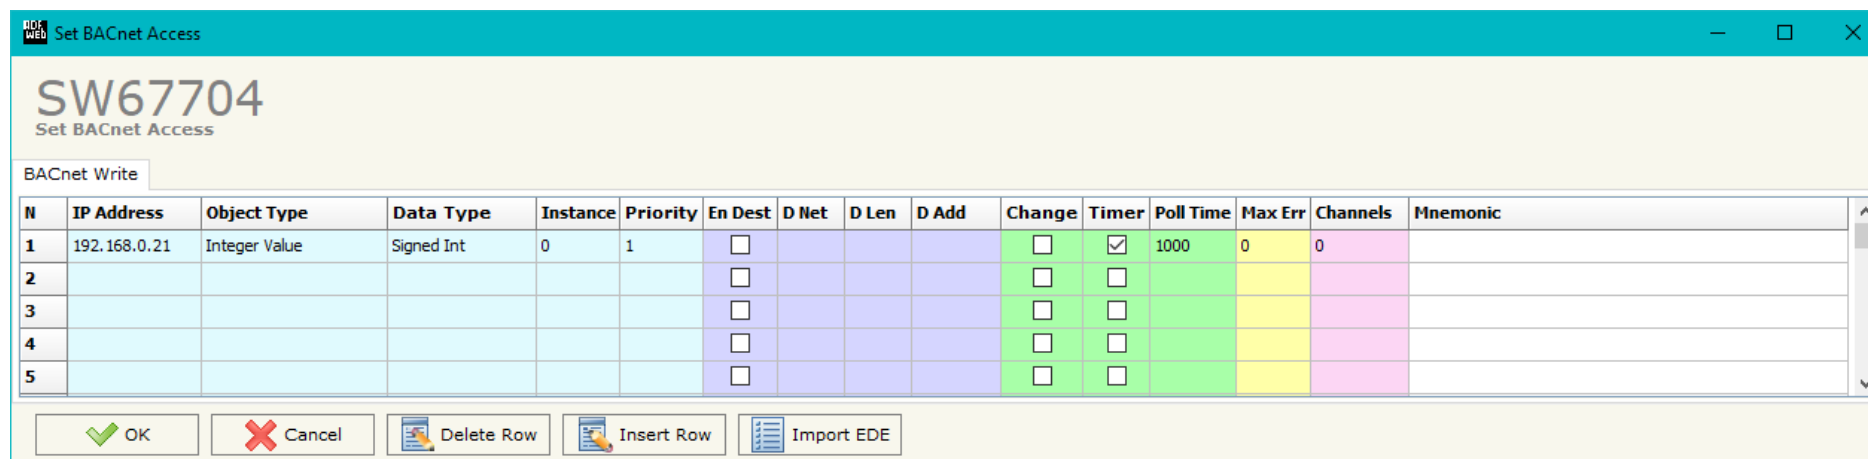 ADF WEB Set BACnet Access
SW67704
Set BACnet Access
BACnet Write
N IP Address Object Type Data Type Instance Priority En Dest D Net D Len D Add Change Timer Poll Time Max Err Channels Mnemonic
1 192.168.0.21 Integer Value Signed Int 0 1 1000 0 0
2
3
4
5
OK Cancel Delete Row Insert Row Import EDE